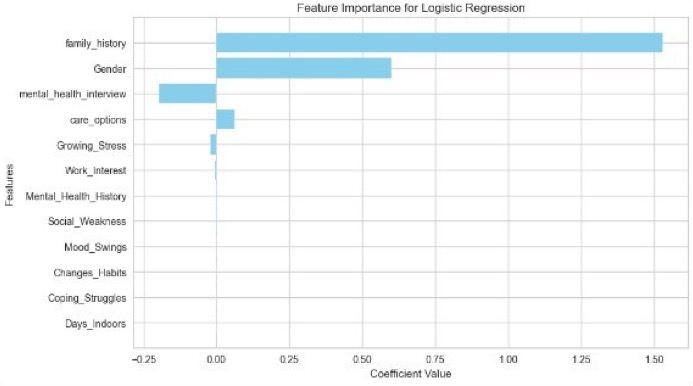 Feature Importance for Logistic Regression
family_history
Gender
mental_health_interview
care_options
Growing_Stress
Work_Interest
Mental_Health_History
Social_Weakness
Mood_Swings
Changes_Habits
Coping_Struggles
Days_Indoors
Features
−0.25 0.00 0.25 0.50 0.75 1.00 1.25 1.50
Coefficient Value